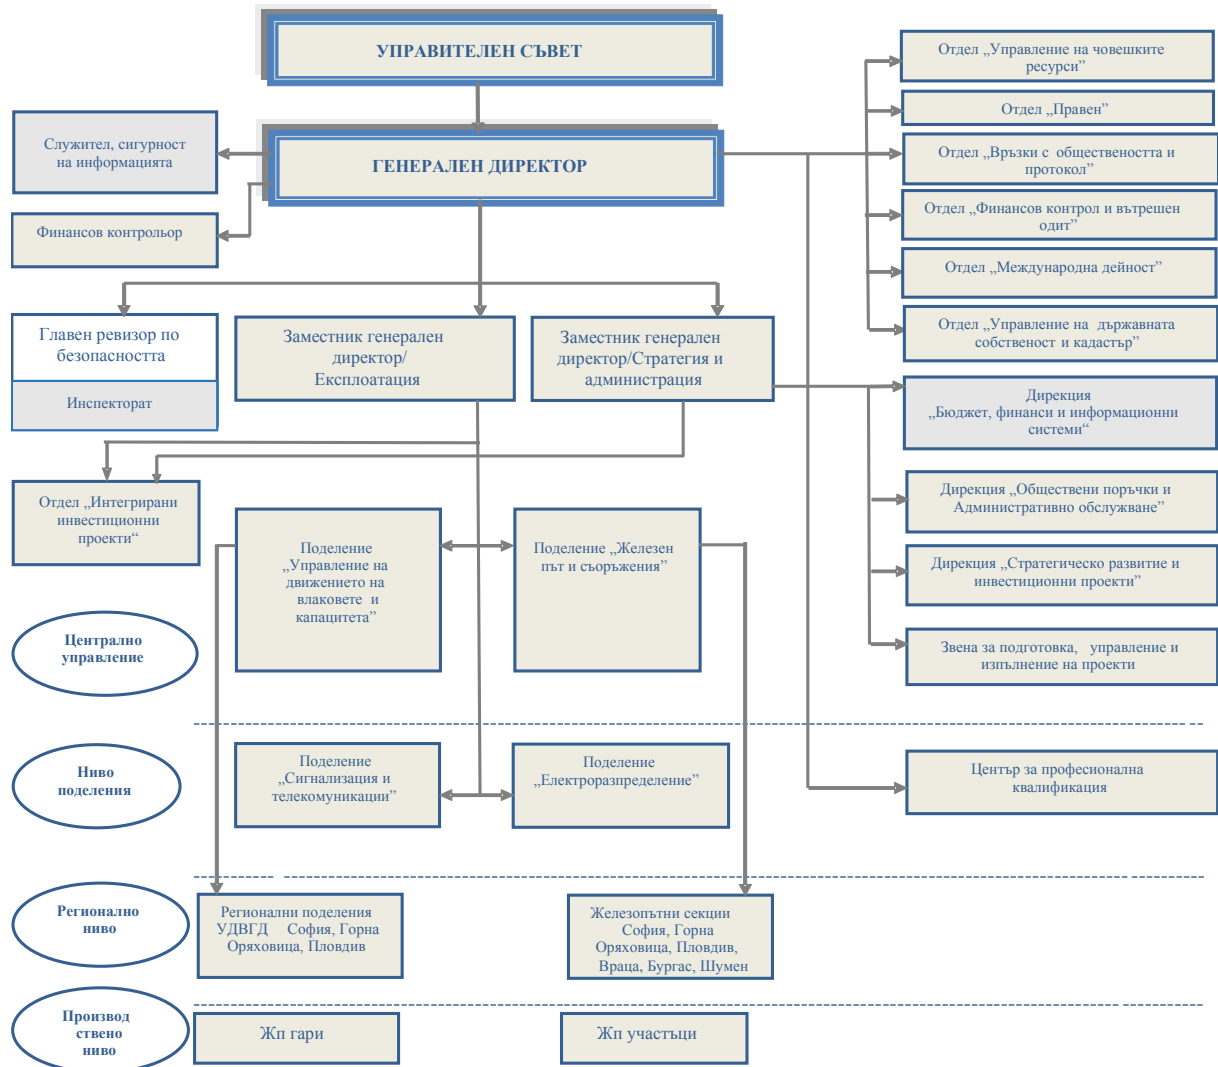 УПРАВИТЕЛЕН СЪВЕТ
ГЕНЕРАЛЕН ДИРЕКТОР
Служител, сигурност
на информацията
Финансов контрольор
Отдел „Управление на човешките
ресурси”
Отдел „Правен”
Отдел „Връзки с обществеността и
протокол”
Отдел „Финансов контрол и вътрешен
одит”
Отдел „Международна дейност”
Отдел „Управление на държавната
собственост и кадастър”
Главен ревизор по
безопасността
Инспекторат
Заместник генерален
директор/
Експлоатация
Заместник генерален
директор/Стратегия и
администрация
Дирекция
„Бюджет, финанси и информационни
системи“
Дирекция „Обществени поръчки и
Административно обслужване”
Дирекция „Стратегическо развитие и
инвестиционни проекти”
Звена за подготовка, управление и
изпълнение на проекти
Отдел „Интегрирани
инвестиционни
проекти“
Поделение
„Управление на
движението на
влаковете и
капацитета”
Поделение „Железен
път и съоръжения”
Централно
управление
Ниво
поделения
Поделение
„Сигнализация и
телекомуникации”
Поделение
„Електроразпределение”
Център за професионална
квалификация
Регионално
ниво
Регионални поделения
УДВГД София, Горна
Оряховица, Пловдив
Железопътни секции
София, Горна
Оряховица, Пловдив,
Враца, Бургас, Шумен
Производ
ствено
ниво
Жп гари
Жп участъци